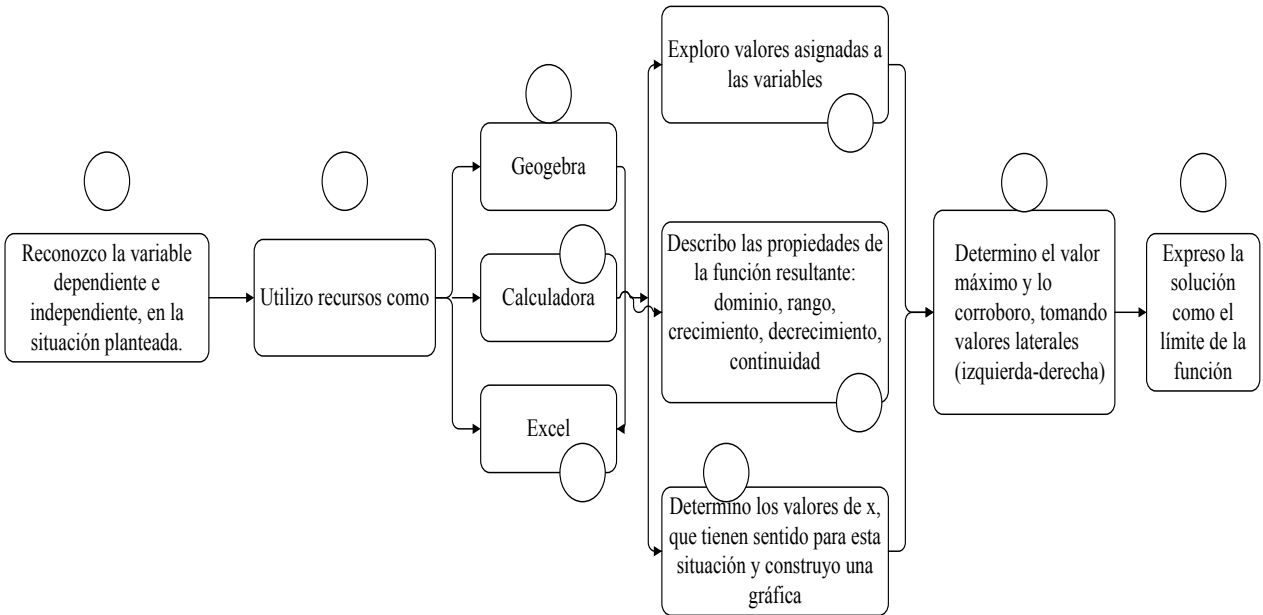 Reconozco la variable
dependiente e
independiente, en la
situación planteada.
Utilizo recursos como
Geogebra
Calculadora
Excel
Exploro valores asignadas a
las variables
Describo las propiedades de
la función resultante:
dominio, rango,
crecimiento, decrecimiento,
continuidad
Determino los valores de x,
que tienen sentido para esta
situación y construyo una
gráfica
Determino el valor
máximo y lo
corroboro, tomando
valores laterales
(izquierda-derecha)
Expreso la
solución
como el
límite de la
función